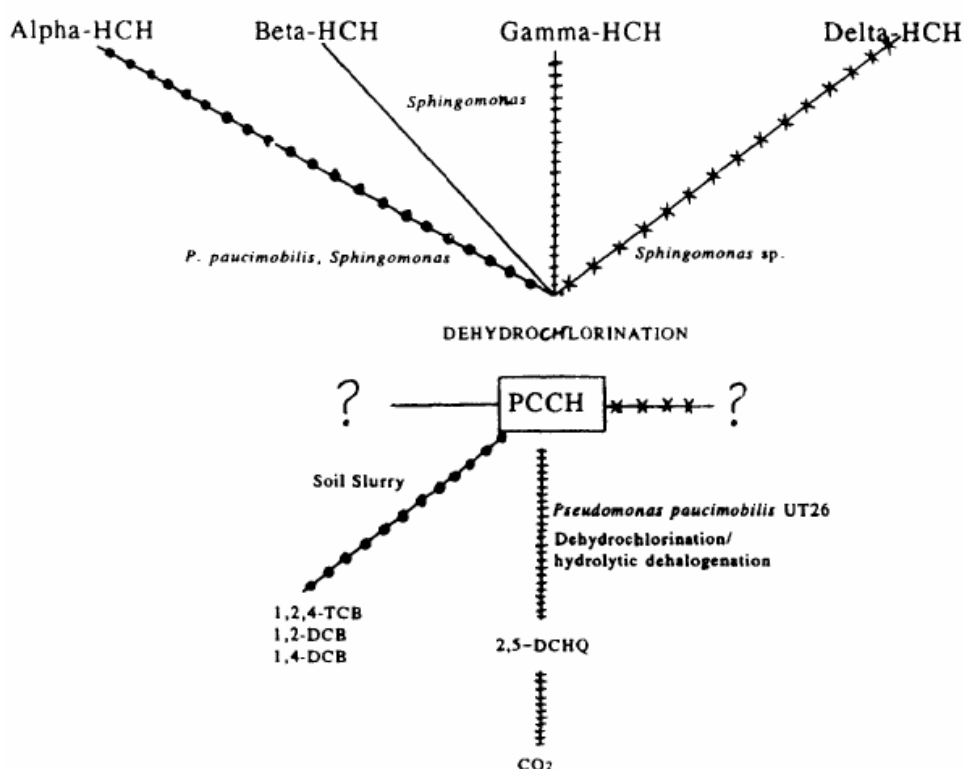 Alpha-HCH
Beta-HCH
Gamma-HCH
Delta-HCH
Sphingomonas
P. paucimobilis, Sphingomonas
Sphingomonas sp.
DEHYDROCHLORINATION
?
PCCH
?
Soil Slurry
Pseudomonas paucimobilis UT26
Dehydrochlorination/
hydrolytic dehalogenation
1,2,4-TCB
1,2-DCB
1,4-DCB
2,5-DCHQ
CO2